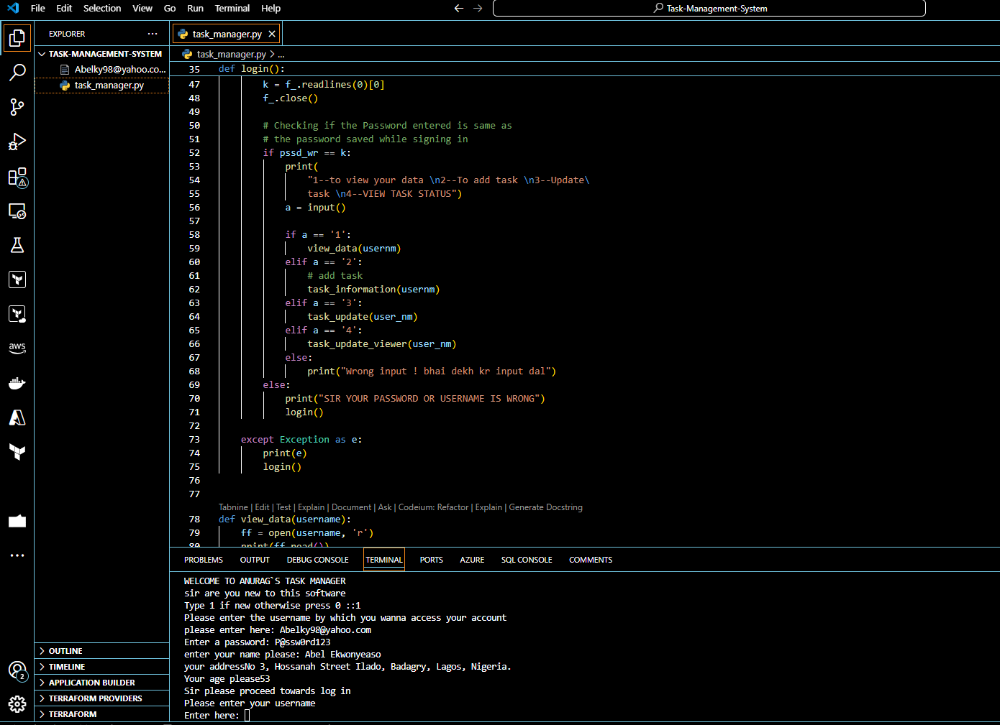 File Edit Selection View Go Run Terminal Help
Task-Management-System
EXPLORER
TASK-MANAGEMENT-SYSTEM
Abelky98@yahoo.co...
task_manager.py
OUTLINE
TIMELINE
APPLICATION BUILDER
TERRAFORM PROVIDERS
TERRAFORM
aws
2
task_manager.py
task_manager.py > ...
35 def login():
47 k = f_.readlines(0)[0]
48 f_.close()
49
50 # Checking if the Password entered is same as
51 # the password saved while signing in
52 if pssd_wr == k:
53 print(
54 "1--to view your data \n2--To add task \n3--Update\
55 task \n4--VIEW TASK STATUS")
56 a = input()
57
58 if a == '1':
59 view_data(usernm)
60 elif a == '2':
61 # add task
62 task_information(usernm)
63 elif a == '3':
64 task_update(user_nm)
65 elif a == '4':
66 task_update_viewer(user_nm)
67 else:
68 print("Wrong input ! bhai dekh kr input dal")
69 else:
70 print("SIR YOUR PASSWORD OR USERNAME IS WRONG")
71 login()
72
73 except Exception as e:
74 print(e)
75 login()
76
77
Tabnine | Edit | Test | Explain | Document | Ask | Codeium: Refactor | Explain | Generate Docstring
78 def view_data(username):
79 ff = open(username, 'r')
80 print(ff.read())
PROBLEMS OUTPUT DEBUG CONSOLE TERMINAL PORTS AZURE SQL CONSOLE COMMENTS
WELCOME TO ANURAG`S TASK MANAGER
sir are you new to this software
Type 1 if new otherwise press 0 ::1
Please enter the username by which you wanna access your account
please enter here: Abelky98@yahoo.com
Enter a password: P@ssw0rd123
enter your name please: Abel Ekwonyeaso
your addressNo 3, Hossanah Street Ilado, Badagry, Lagos, Nigeria.
Your age please53
Sir please proceed towards log in
Please enter your username
Enter here: